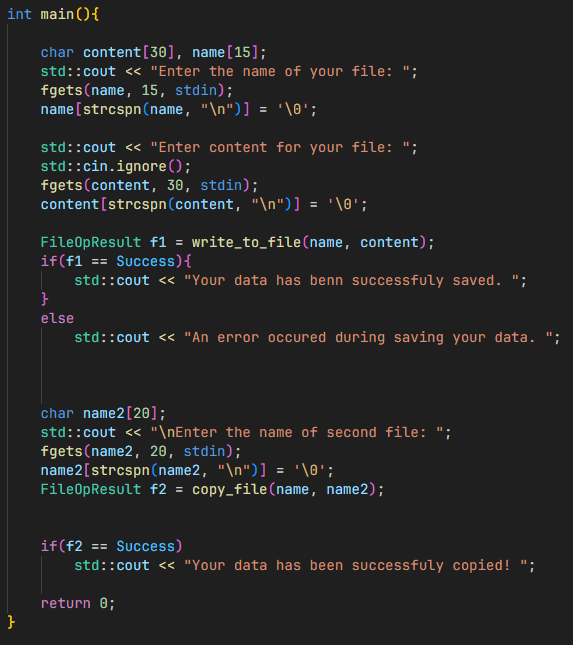 int main(){
char content[30], name[15];
std::cout << "Enter the name of your file: ";
fgets(name, 15, stdin);
name[strcspn(name, "\n")] = '\0';
std::cout << "Enter content for your file: ";
std::cin.ignore();
fgets(content, 30, stdin);
content[strcspn(content, "\n")] = '\0';
FileOpResult f1 = write_to_file(name, content);
if(f1 == Success){
std::cout << "Your data has benn successfuly saved. ";
}
else
std::cout << "An error occured during saving your data. ";
char name2[20];
std::cout << "\nEnter the name of second file: ";
fgets(name2, 20, stdin);
name2[strcspn(name2, "\n")] = '\0';
FileOpResult f2 = copy_file(name, name2);
if(f2 == Success)
std::cout << "Your data has been successfuly copied! ";
return 0;
}